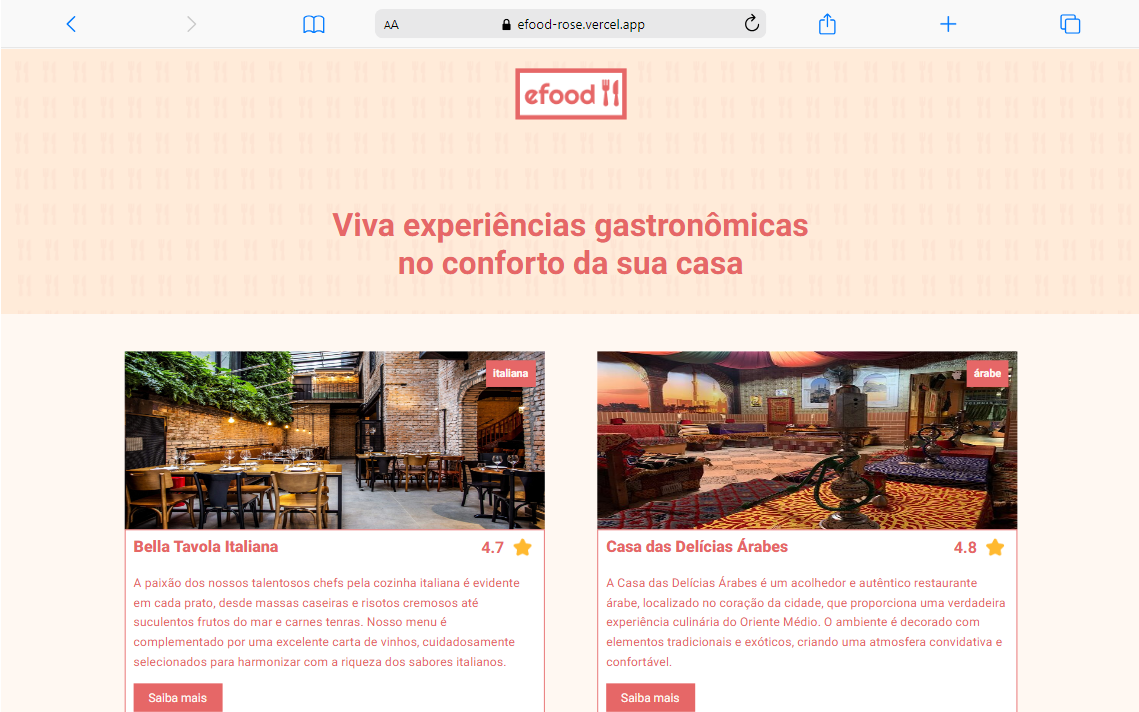 AA
efood-rose.vercel.app
efood
Viva experiências gastronômicas
no conforto da sua casa
italiana
árabe
Bella Tavola Italiana
4.7
A paixão dos nossos talentosos chefs pela cozinha italiana é evidente
em cada prato, desde massas caseiras e risotos cremosos até
suculentos frutos do mar e carnes tenras. Nosso menu é
complementado por uma excelente carta de vinhos, cuidadosamente
selecionados para harmonizar com a riqueza dos sabores italianos.
Saiba mais
Casa das Delícias Árabes
4.8
A Casa das Delícias Árabes é um acolhedor e autêntico restaurante
árabe, localizado no coração da cidade, que proporciona uma verdadeira
experiência culinária do Oriente Médio. O ambiente é decorado com
elementos tradicionais e exóticos, criando uma atmosfera convidativa e
confortável.
Saiba mais